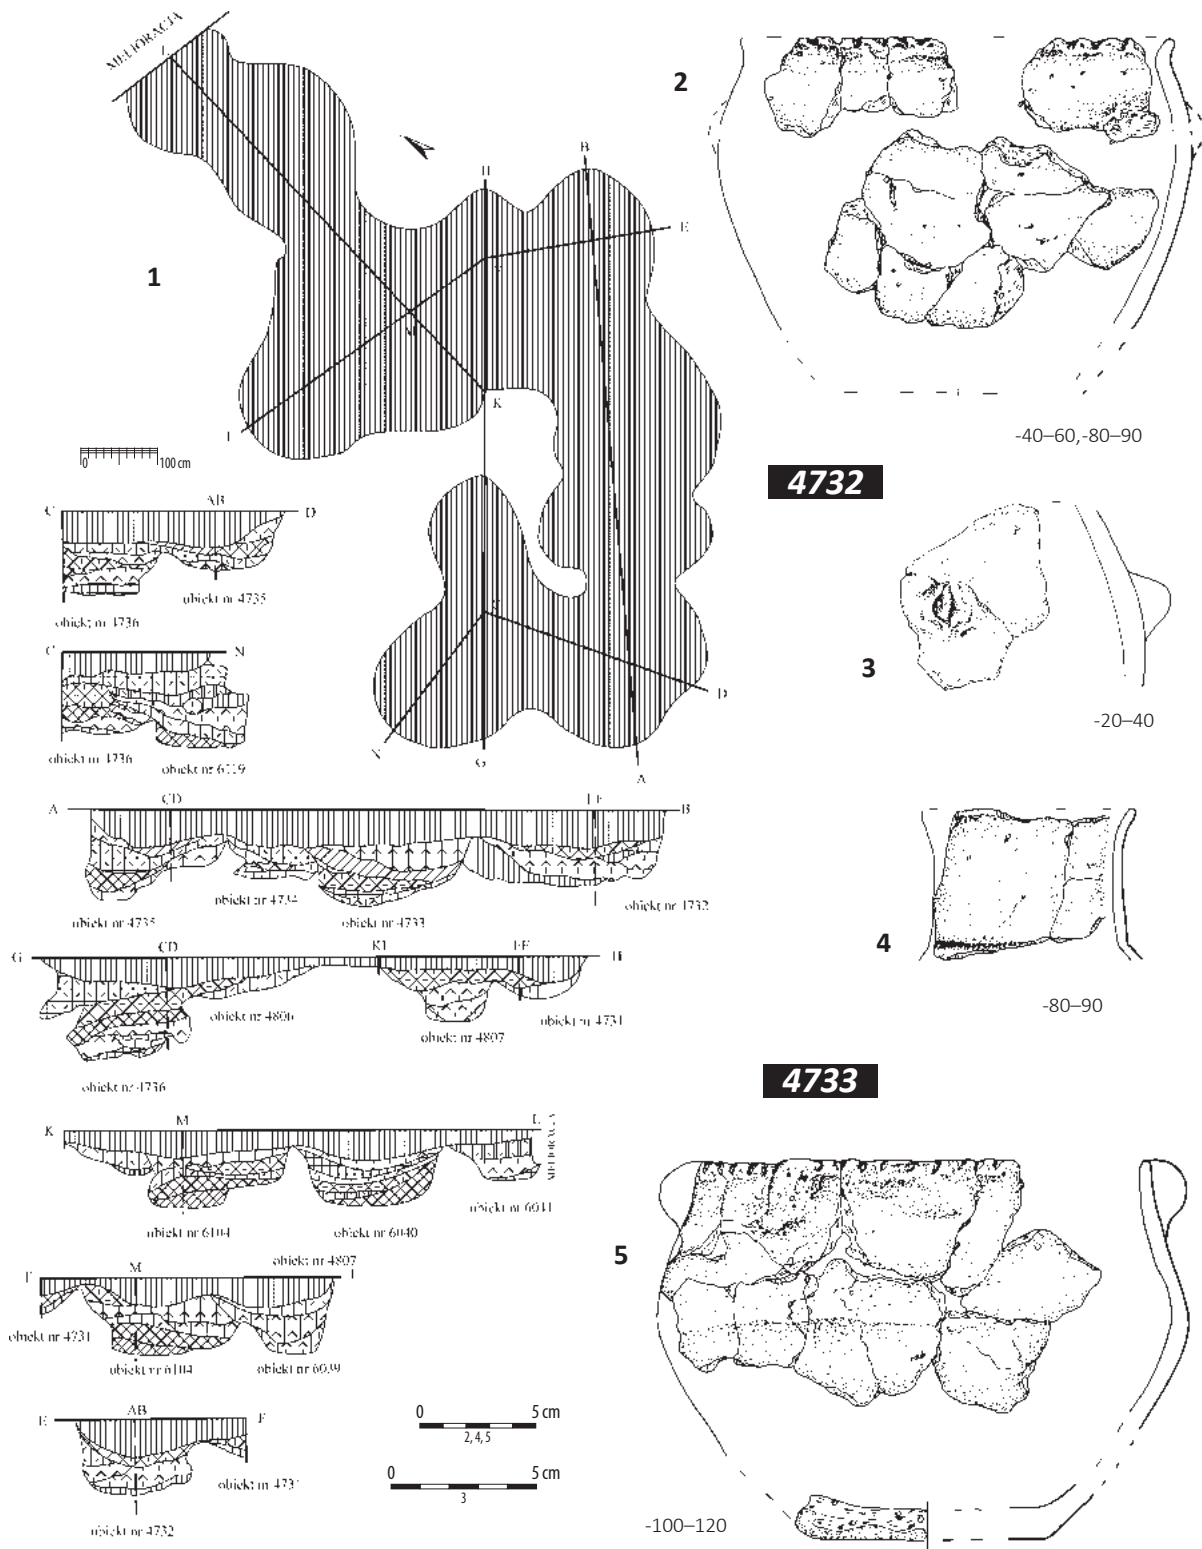 MELIORACJA
L
2
B
H
E
1
M
K
I
0 100 cm
-40–60,-80–90
4732
C AB D
obiekt nr 4735
obiekt nr 4736
3
C N
D
-20–40
obiekt nr 4736
N
G
A
A CD EF B
4
obiekt nr 4735
obiekt nr 4734
obiekt nr 4733
obiekt nr 4732
-80–90
G CD KI H
obiekt nr 4806
obiekt nr 4807
obiekt nr 4731
obiekt nr 4736
4733
K M L
MELIORACJA
obiekt nr 6104
obiekt nr 6040
obiekt nr 6041
obiekt nr 4807
5
F M I
obiekt nr 4731
obiekt nr 6104
obiekt nr 6039
E AB F
0 5 cm
2, 4, 5
0 5 cm
3
obiekt nr 4731
obiekt nr 4732
-100–120